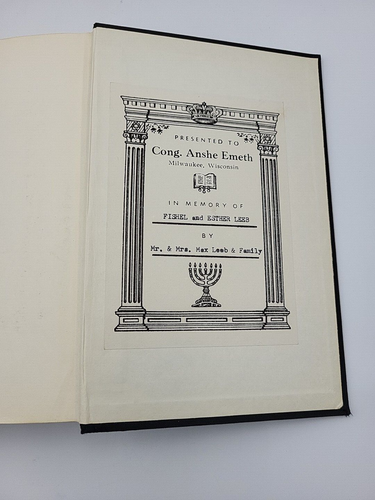 PRESENTED TO
Cong. Anshe Emeth
Milwaukee, Wisconsin
IN MEMORY OF
FISHEL and ESTHER LEEB
BY
Mr. & Mrs. Max Leeb & Family